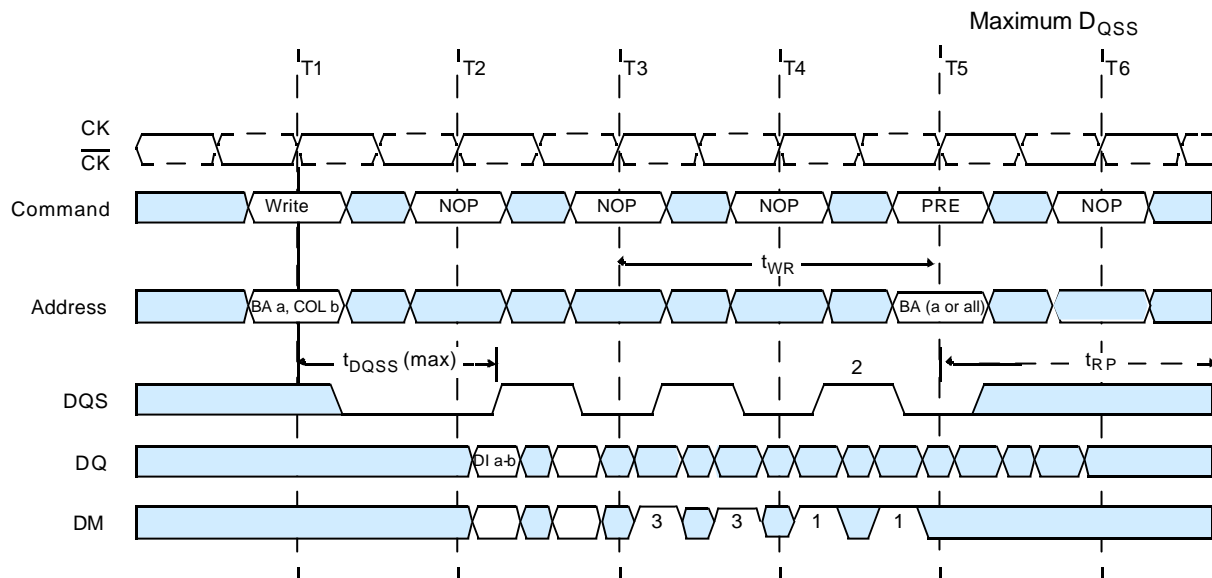 Maximum DQSS
T1 T2 T3 T4 T5 T6
CK
CK
Command Write NOP NOP NOP PRE NOP
tWR
Address BA a, COL b BA (a or all)
tDQSS (max) tRP
2
DQS
DQ DI a-b
DM 3 3 1 1